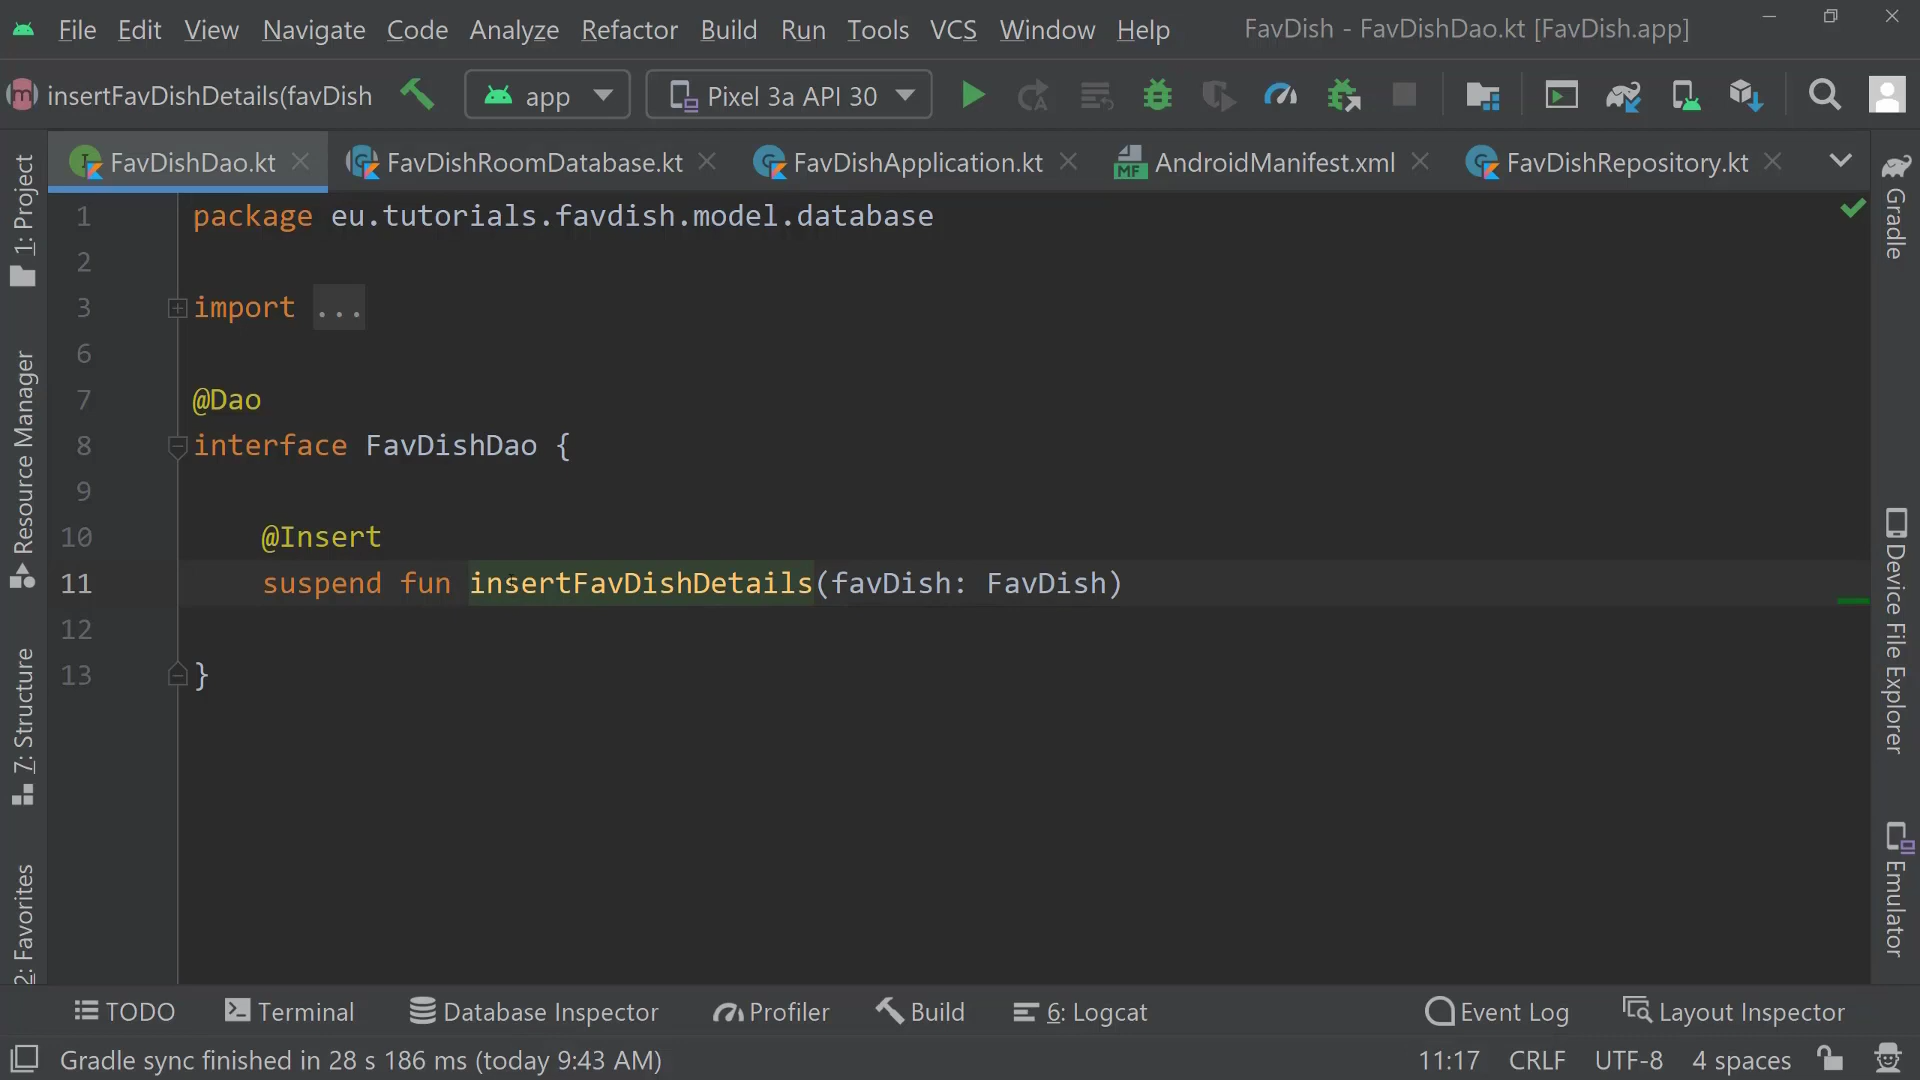 File Edit View Navigate Code Analyze Refactor Build Run Tools VCS Window Help FavDish - FavDishDao.kt [FavDish.app]
insertFavDishDetails(favDish app Pixel 3a API 30
FavDishDao.kt FavDishRoomDatabase.kt FavDishApplication.kt AndroidManifest.xml FavDishRepository.kt
1: Project
Resource Manager
7: Structure
2: Favorites
1 package eu.tutorials.favdish.model.database
2
3 import ...
6
7 @Dao
8 interface FavDishDao {
9
10 @Insert
11 suspend fun insertFavDishDetails(favDish: FavDish)
12
13 }
Gradle
Device File Explorer
Emulator
TODO Terminal Database Inspector Profiler Build 6: Logcat Event Log Layout Inspector
Gradle sync finished in 28 s 186 ms (today 9:43 AM) 11:17 CRLF UTF-8 4 spaces